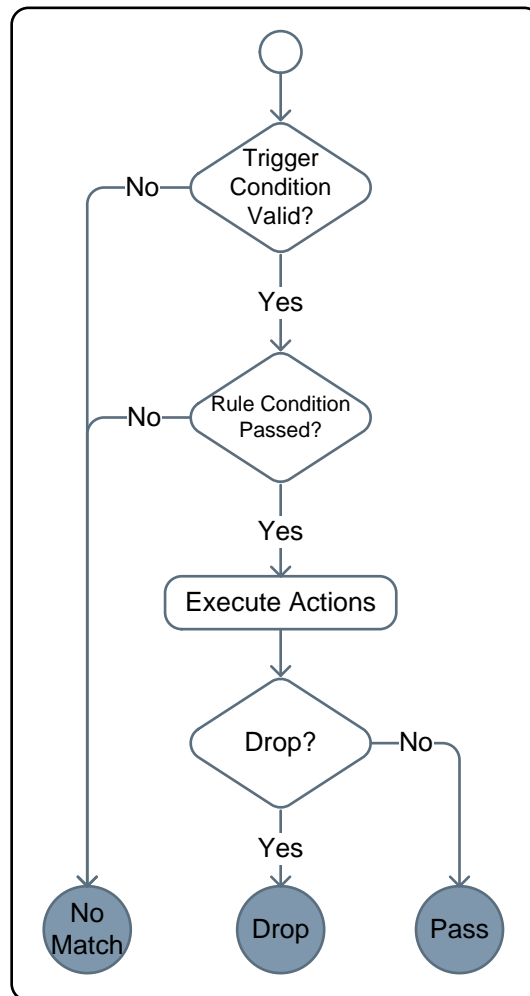 Trigger
Condition
Valid?
No
Yes
Rule Condition
Passed?
No
Yes
Execute Actions
Drop?
No
Yes
No
Match
Drop
Pass